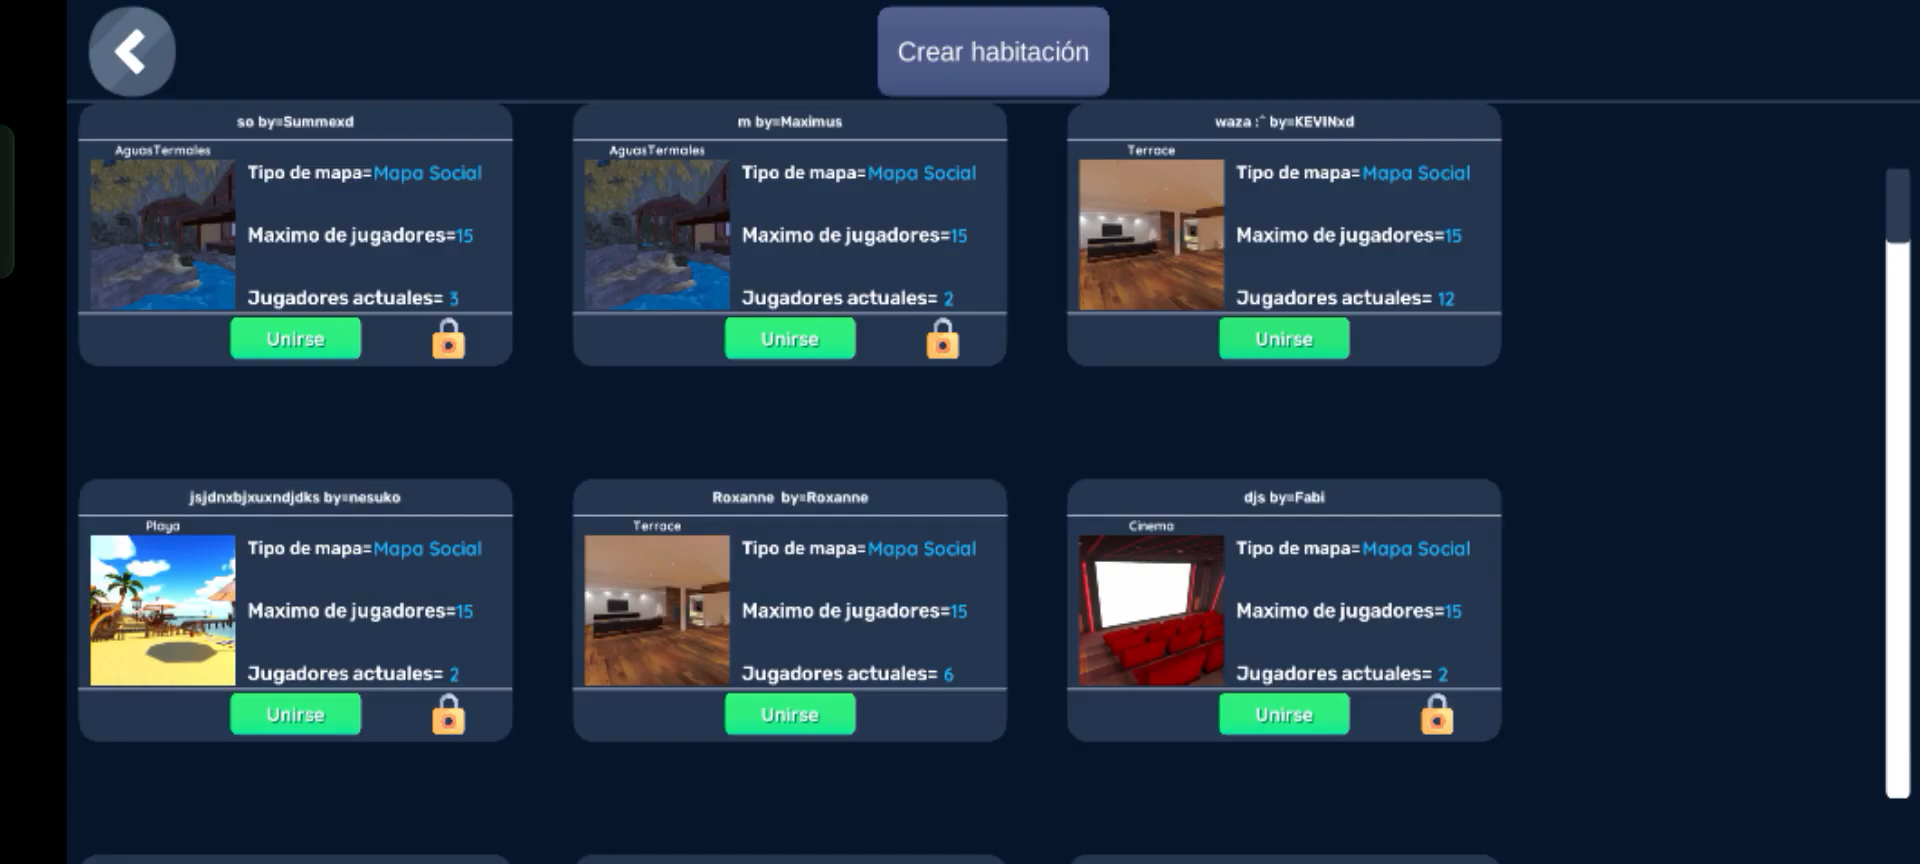 Crear habitación
so by=Summexd
AguasTermales
Tipo de mapa=Mapa Social
Maximo de jugadores=15
Jugadores actuales= 3
Unirse
m by=Maximus
AguasTermales
Tipo de mapa=Mapa Social
Maximo de jugadores=15
Jugadores actuales= 2
Unirse
waza :^ by=KEVINxd
Terrace
Tipo de mapa=Mapa Social
Maximo de jugadores=15
Jugadores actuales= 12
Unirse
jsjdnxbjxuxndjdks by=nesuko
Playa
Tipo de mapa=Mapa Social
Maximo de jugadores=15
Jugadores actuales= 2
Unirse
Roxanne by=Roxanne
Terrace
Tipo de mapa=Mapa Social
Maximo de jugadores=15
Jugadores actuales= 6
Unirse
djs by=Fabi
Cinema
Tipo de mapa=Mapa Social
Maximo de jugadores=15
Jugadores actuales= 2
Unirse